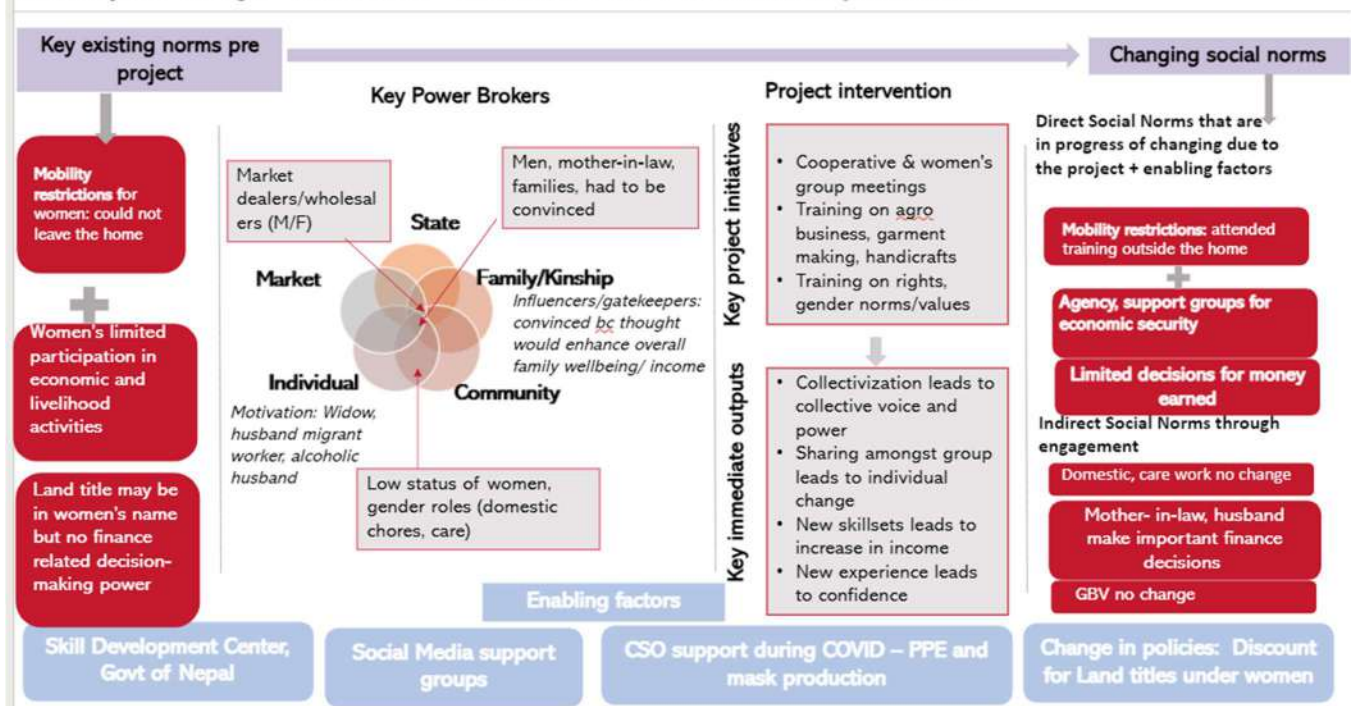 Key existing norms pre
project
Changing social norms
Mobility
restrictions for
women: could not
leave the home
Women's limited
participation in
economic and
livelihood
activities
Land title may be
in women's name
but no finance
related decision-
making power
Key Power Brokers
Market
dealers/wholesal
ers (M/F)
Men, mother-in-law,
families, had to be
convinced
State
Market
Family/Kinship
Influencers/gatekeepers:
convinced bc thought
would enhance overall
family wellbeing/ income
Individual
Community
Motivation: Widow,
husband migrant
worker, alcoholic
husband
Low status of women,
gender roles (domestic
chores, care)
Project intervention
Key project initiatives
• Cooperative & women's
group meetings
• Training on agro
business, garment
making, handicrafts
• Training on rights,
gender norms/values
Key immediate outputs
• Collectivization leads to
collective voice and
power
• Sharing amongst group
leads to individual
change
• New skillsets leads to
increase in income
• New experience leads
to confidence
Direct Social Norms that are
in progress of changing due to
the project + enabling factors
Mobility restrictions: attended
training outside the home
Agency, support groups for
economic security
Limited decisions for money
earned
Indirect Social Norms through
engagement
Domestic, care work no change
Mother- in-law, husband
make important finance
decisions
GBV no change
Enabling factors
Skill Development Center,
Govt of Nepal
Social Media support
groups
CSO support during COVID – PPE and
mask production
Change in policies: Discount
for Land titles under women